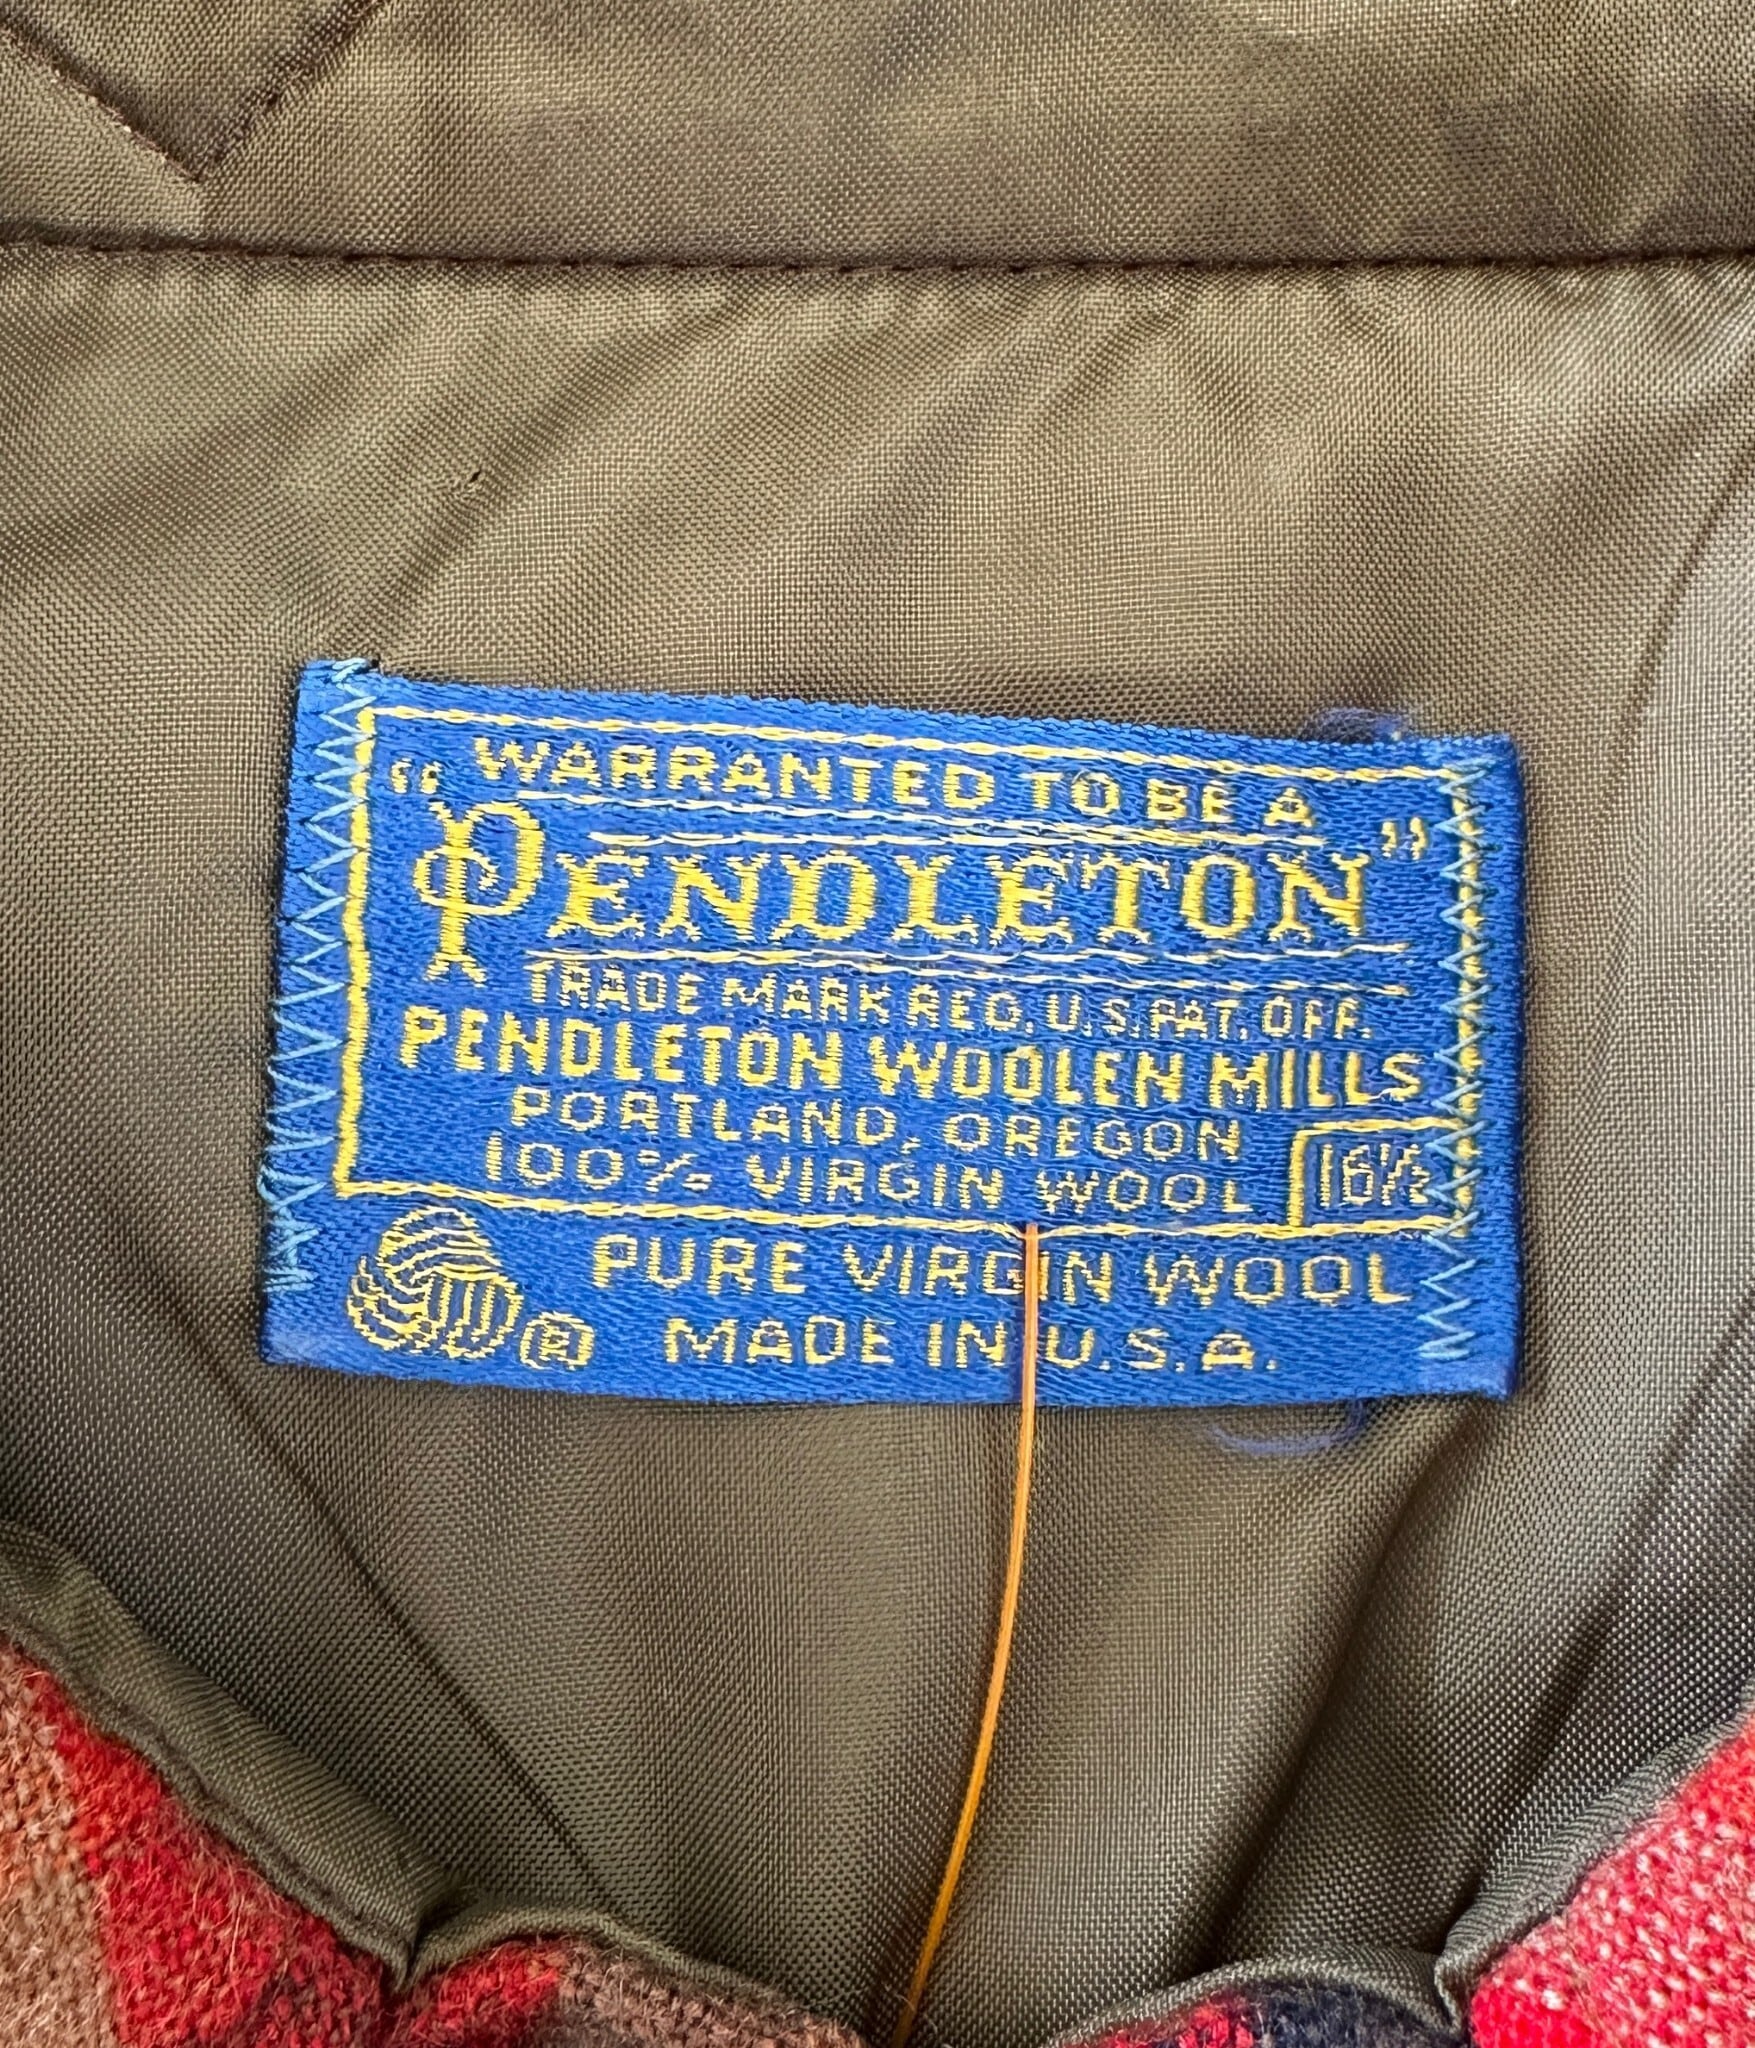 WARRANTED TO BE A
"PENDLETON"
TRADE MARK REG. U.S. PAT. OFF.
PENDLETON WOOLEN MILLS
PORTLAND, OREGON
100% VIRGIN WOOL
16½
PURE VIRGIN WOOL
® MADE IN U.S.A.